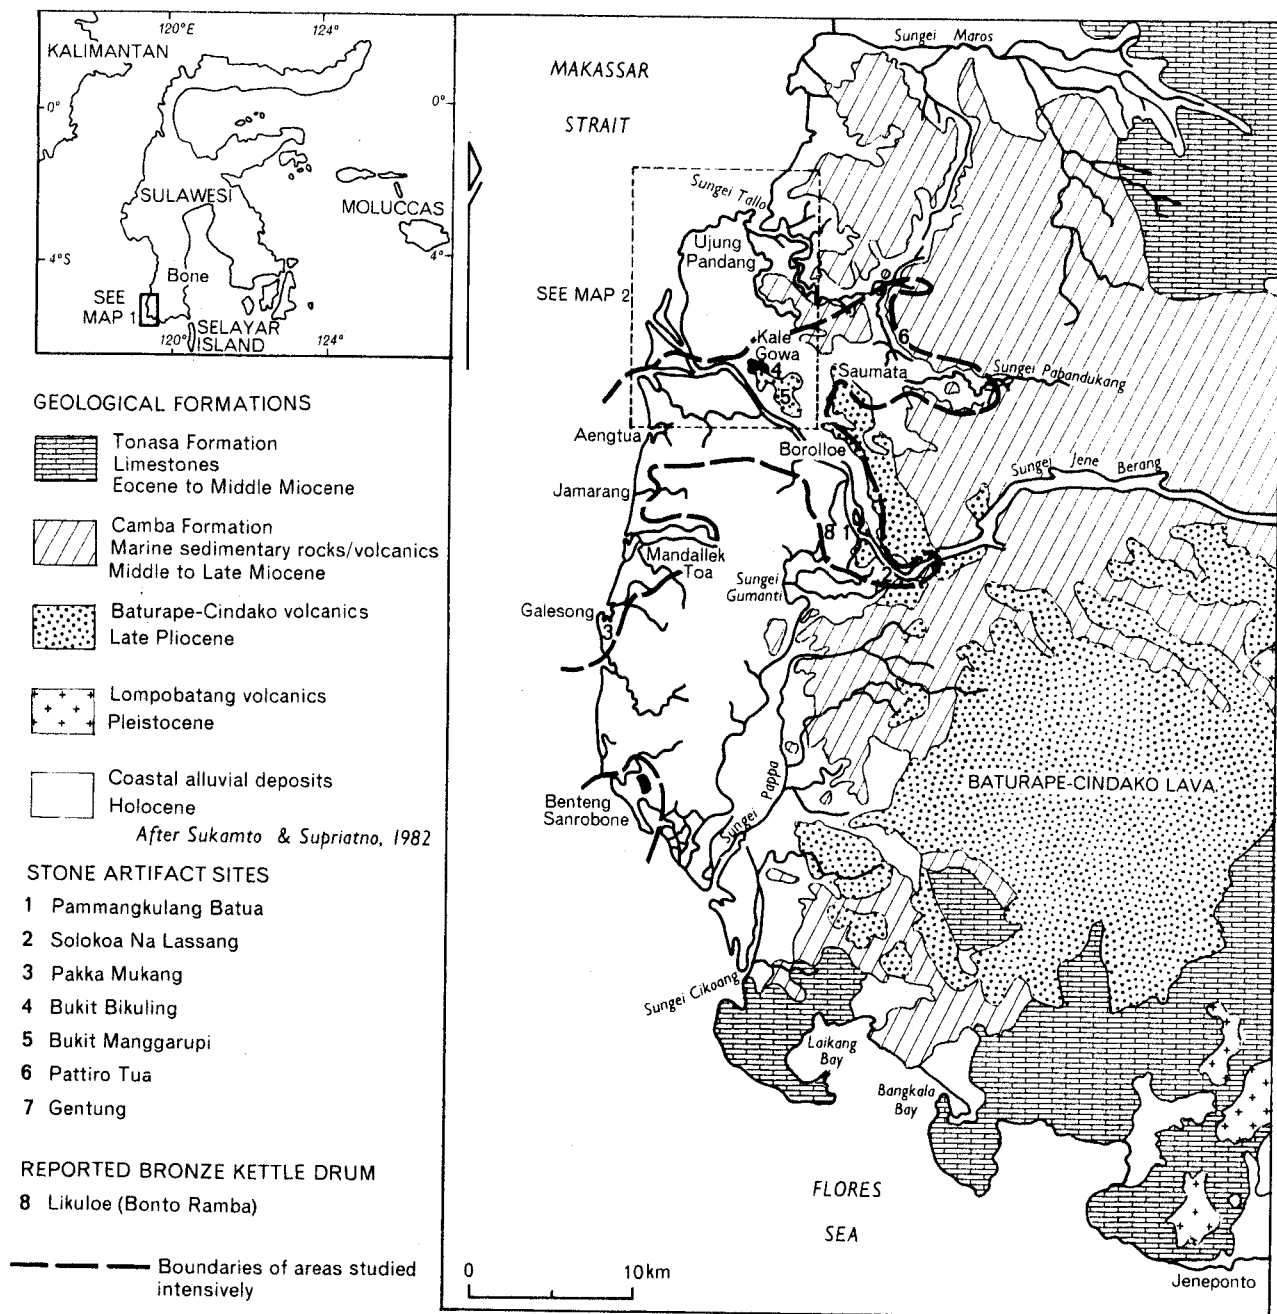 120°E
124°
KALIMANTAN
0°
0°
SULAWESI
MOLUCCAS
4°S
4°
Bone
SEE
MAP 1
SELAYAR
ISLAND
120°
124°
GEOLOGICAL FORMATIONS
Tonasa Formation
Limestones
Eocene to Middle Miocene
Camba Formation
Marine sedimentary rocks/volcanics
Middle to Late Miocene
Baturape-Cindako volcanics
Late Pliocene
Lompobatang volcanics
Pleistocene
Coastal alluvial deposits
Holocene
After Sukamto & Supriatno, 1982
STONE ARTIFACT SITES
1 Pammangkulang Batua
2 Solokoa Na Lassang
3 Pakka Mukang
4 Bukit Bikuling
5 Bukit Manggarupi
6 Pattiro Tua
7 Gentung
REPORTED BRONZE KETTLE DRUM
8 Likuloe (Bonto Ramba)
Boundaries of areas studied
intensively
Sungei Maros
MAKASSAR
STRAIT
Sungei Tallo
Ujung
Pandang
SEE MAP 2
Kale
Gowa
4
5
6
7
Saumata
Sungei Papandukang
Aengtua
Borolloe
Sungei Jene Berang
Jamarang
8 1
2
Mandallek
Toa
Sungei
Gumanti
Galesong
3
Sungei Pappa
BATURAPE-CINDAKO LAVA
Benteng
Sanrobone
Sungei Cikoang
Laikang
Bay
Bangkala
Bay
FLORES
SEA
Jeneponto
0
10km